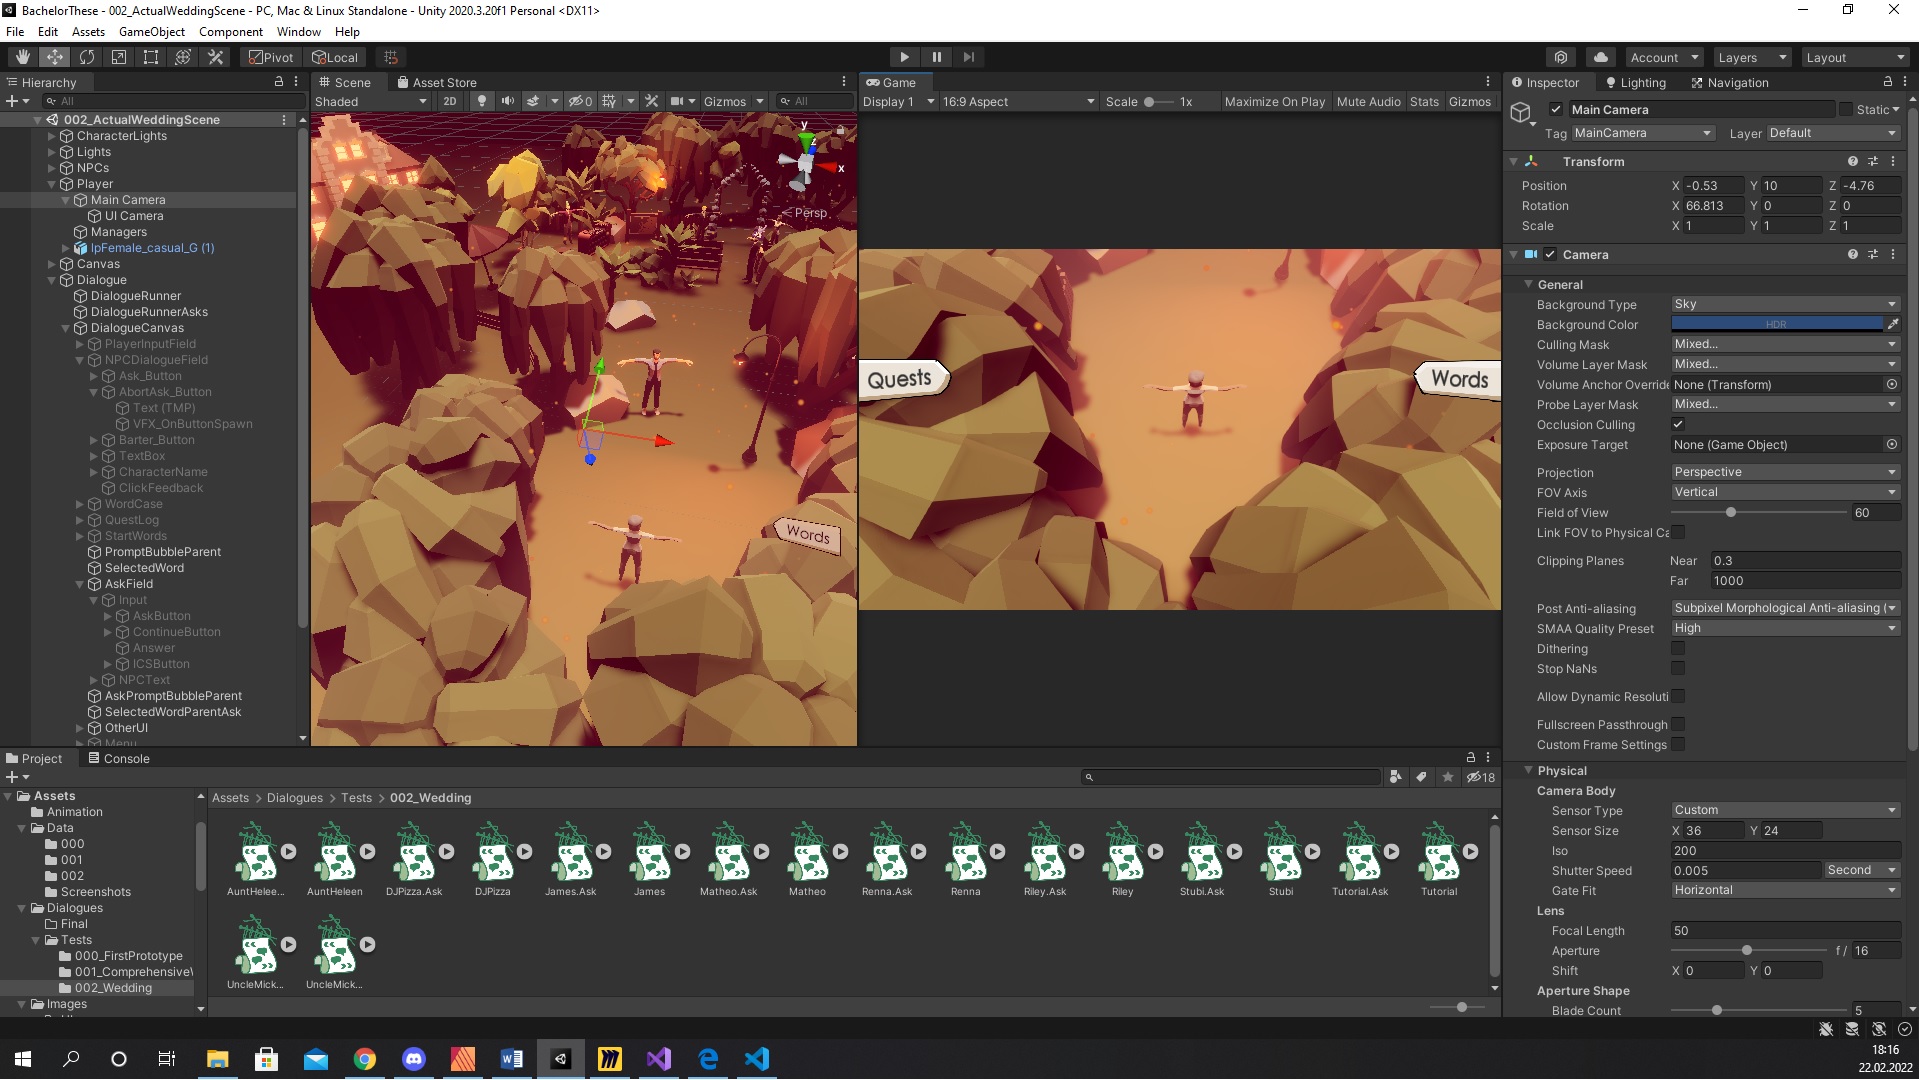 BachelorThese - 002_ActualWeddingScene - PC, Mac & Linux Standalone - Unity 2020.3.20f1 Personal <DX11>
File Edit Assets GameObject Component Window Help
Pivot Local Account Layers Layout
Hierarchy
All
002_ActualWeddingScene
CharacterLights
Lights
NPCs
Player
Main Camera
UI Camera
Managers
lpFemale_casual_G (1)
Canvas
Dialogue
DialogueRunner
DialogueRunnerAsks
DialogueCanvas
PlayerInputField
NPCDialogueField
Ask_Button
AbortAsk_Button
Text (TMP)
VFX_OnButtonSpawn
Barter_Button
TextBox
CharacterName
ClickFeedback
WordCase
QuestLog
StartWords
PromptBubbleParent
SelectedWord
AskField
Input
AskButton
ContinueButton
Answer
ICSButton
NPCText
AskPromptBubbleParent
SelectedWordParentAsk
OtherUI
Menu
Scene Asset Store
Shaded 2D 0 Gizmos All
y
z
x
< Persp
Words
Game
Display 1 16:9 Aspect Scale 1x Maximize On Play Mute Audio Stats Gizmos
Quests
Words
Inspector Lighting Navigation
Main Camera Static
Tag MainCamera Layer Default
Transform
Position X -0.53 Y 10 Z -4.76
Rotation X 66.813 Y 0 Z 0
Scale X 1 Y 1 Z 1
Camera
General
Background Type Sky
Background Color HDR
Culling Mask Mixed...
Volume Layer Mask Mixed...
Volume Anchor Override None (Transform)
Probe Layer Mask Mixed...
Occlusion Culling
Exposure Target None (Game Object)
Projection Perspective
FOV Axis Vertical
Field of View 60
Link FOV to Physical Ca
Clipping Planes Near 0.3
Far 1000
Post Anti-aliasing Subpixel Morphological Anti-aliasing (
SMAA Quality Preset High
Dithering
Stop NaNs
Allow Dynamic Resoluti
Fullscreen Passthrough
Custom Frame Settings
Physical
Camera Body
Sensor Type Custom
Sensor Size X 36 Y 24
Iso 200
Shutter Speed 0.005 Second
Gate Fit Horizontal
Lens
Focal Length 50
Aperture f / 16
Shift X 0 Y 0
Aperture Shape
Blade Count 5
Project Console
18
Assets
Animation
Data
000
001
002
Screenshots
Dialogues
Final
Tests
000_FirstPrototype
001_Comprehensive
002_Wedding
Images
Assets > Dialogues > Tests > 002_Wedding
AuntHelee... AuntHeleen DJPizza.Ask DJPizza James.Ask James Matheo.Ask Matheo Renna.Ask Renna Riley.Ask Riley Stubi.Ask Stubi Tutorial.Ask Tutorial
UncleMick... UncleMick...
18:16
22.02.2022